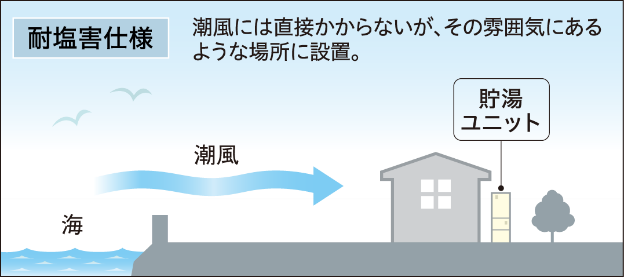 耐塩害仕様
潮風には直接かからないが、その雰囲気にある
ような場所に設置。
貯湯
ユニット
潮風
海